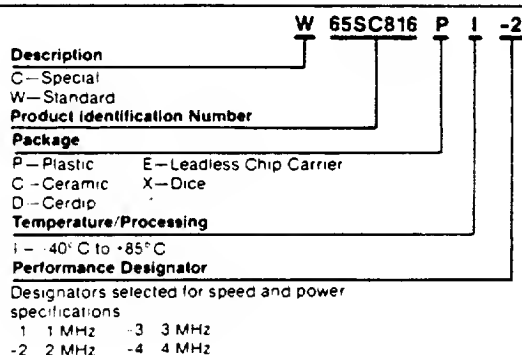 W 65SC816 P I -2
Description
C—Special
W—Standard
Product Identification Number
Package
P—Plastic E—Leadless Chip Carrier
C—Ceramic X—Dice
D—Cerdip
Temperature/Processing
I— -40°C to +85°C
Performance Designator
Designators selected for speed and power
specifications
1 1 MHz -3 3 MHz
-2 2 MHz -4 4 MHz